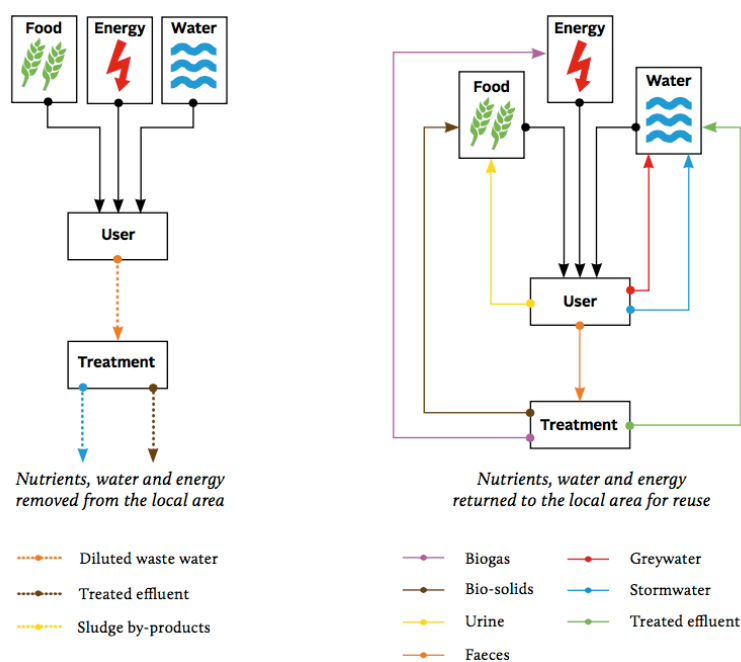 Food
Energy
Water
User
Treatment
Nutrients, water and energy
removed from the local area
Diluted waste water
Treated effluent
Sludge by-products
Energy
Food
Water
User
Treatment
Nutrients, water and energy
returned to the local area for reuse
Biogas
Bio-solids
Urine
Faeces
Greywater
Stormwater
Treated effluent